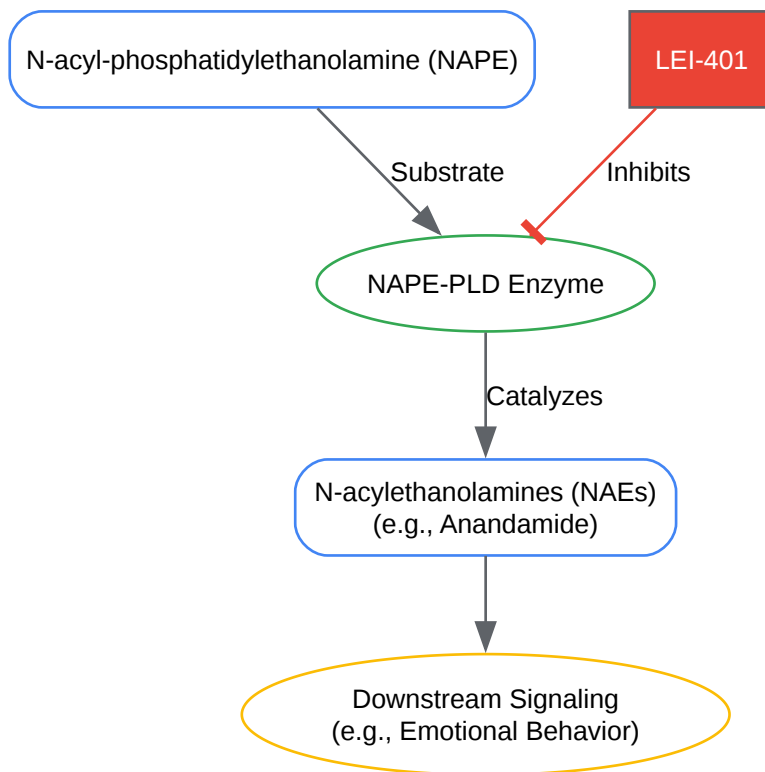 N-acyl-phosphatidylethanolamine (NAPE)
LEI-401
Substrate
Inhibits
NAPE-PLD Enzyme
Catalyzes
N-acylethanolamines (NAEs)
(e.g., Anandamide)
Downstream Signaling
(e.g., Emotional Behavior)